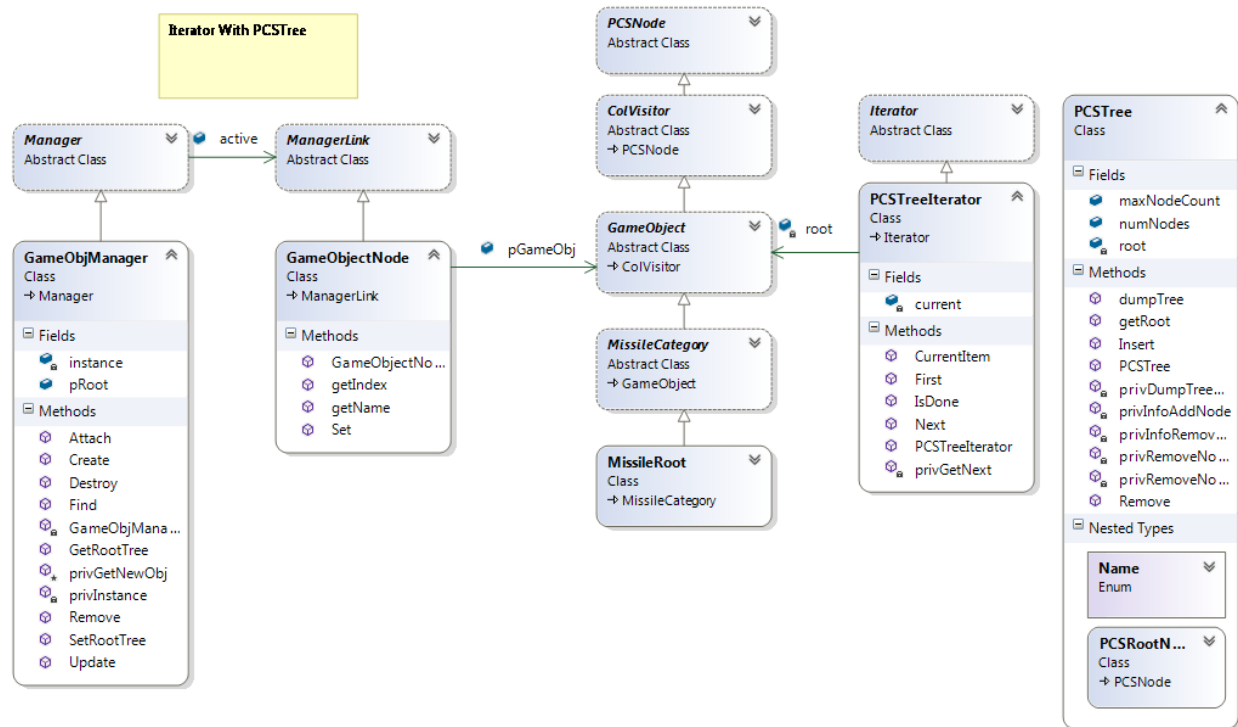 Iterator With PCSTree
Manager
Abstract Class
active
ManagerLink
Abstract Class
GameObjManager
Class
Manager
Fields
instance
pRoot
Methods
Attach
Create
Destroy
Find
GameObjMana...
GetRootTree
privGetNewObj
privInstance
Remove
SetRootTree
Update
GameObjectNode
Class
ManagerLink
Methods
GameObjectNo...
getIndex
getName
Set
pGameObj
PCSNode
Abstract Class
ColVisitor
Abstract Class
PCSNode
GameObject
Abstract Class
ColVisitor
MissileCategory
Abstract Class
GameObject
MissileRoot
Class
MissileCategory
root
Iterator
Abstract Class
PCSTreeIterator
Class
Iterator
Fields
current
Methods
CurrentItem
First
IsDone
Next
PCSTreeIterator
privGetNext
PCSTree
Class
Fields
maxNodeCount
numNodes
root
Methods
dumpTree
getRoot
Insert
PCSTree
privDumpTree...
privInfoAddNode
privInfoRemov...
privRemoveNo...
privRemoveNo...
Remove
Nested Types
Name
Enum
PCSRootN...
Class
PCSNode